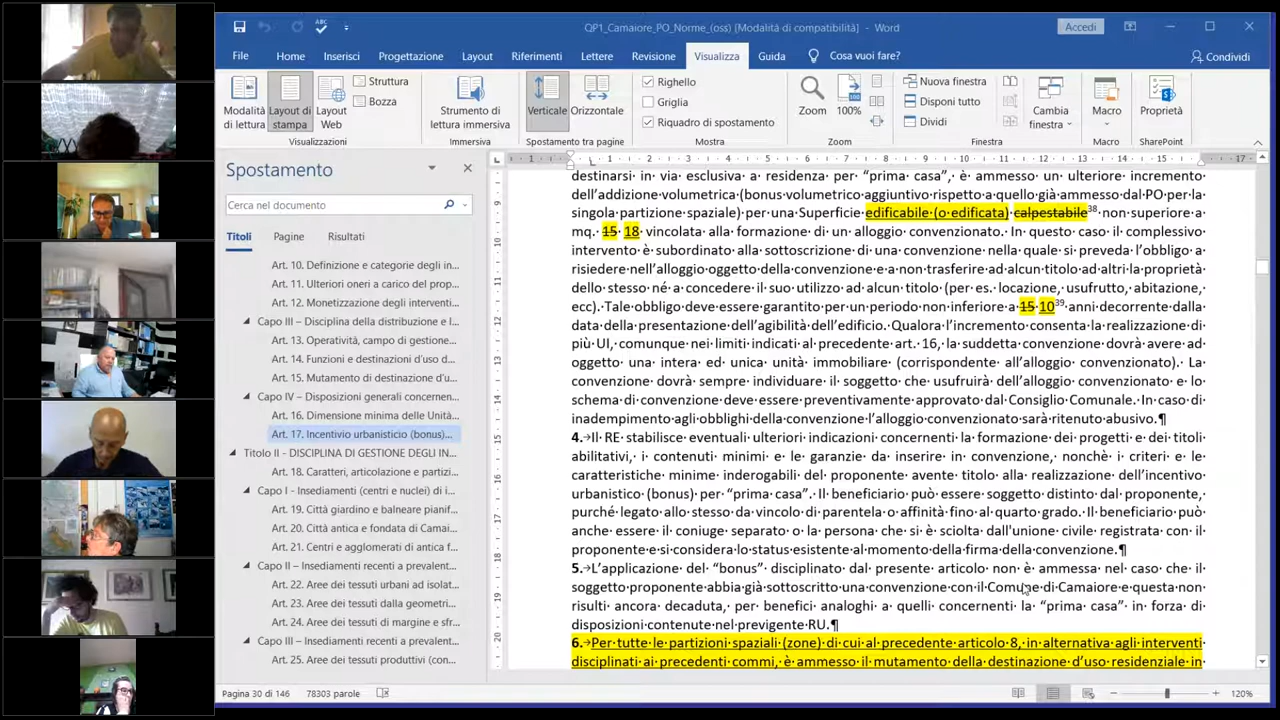 QP1_Camaiore_PO_Norme_(oss) [Modalità di compatibilità] - Word
Accedi
File Home Inserisci Progettazione Layout Riferimenti Lettere Revisione Visualizza Guida Cosa vuoi fare? Condividi
Modalità di lettura
Layout di stampa
Layout Web
Struttura
Bozza
Visualizzazioni
Strumento di lettura immersiva
Immersiva
Verticale
Orizzontale
Spostamento tra pagine
Righello
Griglia
Riquadro di spostamento
Mostra
Zoom
100%
Zoom
Nuova finestra
Disponi tutto
Dividi
Cambia finestra
Finestra
Macro
Macro
Proprietà
SharePoint
Spostamento
Cerca nel documento
Titoli Pagine Risultati
Art. 10. Definizione e categorie degli in...
Art. 11. Ulteriori oneri a carico del prop...
Art. 12. Monetizzazione degli interventi...
Capo III – Disciplina della distribuzione e l...
Art. 13. Operatività, campo di gestione...
Art. 14. Funzioni e destinazioni d'uso d...
Art. 15. Mutamento di destinazione d'u...
Capo IV – Disposizioni generali concernen...
Art. 16. Dimensione minima delle Unità...
Art. 17. Incentivo urbanisticio (bonus)...
Titolo II - DISCIPLINA DI GESTIONE DEGLI IN...
Art. 18. Caratteri, articolazione e partizi...
Capo I - Insediamenti (centri e nuclei) di i...
Art. 19. Città giardino e balneare pianif...
Art. 20. Città antica e fondata di Camai...
Art. 21. Centri e agglomerati di antica f...
Capo II – Insediamenti recenti a prevalent...
Art. 22. Aree dei tessuti urbani ad isolat...
Art. 23. Aree dei tessuti dalla geometri...
Art. 24. Aree dei tessuti di margine e sfr...
Capo III – Insediamenti recenti a prevalent...
Art. 25. Aree dei tessuti produttivi (con...
destinarsi in via esclusiva a residenza per “prima casa”, è ammesso un ulteriore incremento
dell’addizione volumetrica (bonus volumetrico aggiuntivo rispetto a quello già ammesso dal PO per la
singola partizione spaziale) per una Superficie edificabile (o edificata) calpestabile38 non superiore a
mq. 15 18 vincolata alla formazione di un alloggio convenzionato. In questo caso il complessivo
intervento è subordinato alla sottoscrizione di una convenzione nella quale si preveda l’obbligo a
risiedere nell’alloggio oggetto della convenzione e a non trasferire ad alcun titolo ad altri la proprietà
dello stesso né a concedere il suo utilizzo ad alcun titolo (per es. locazione, usufrutto, abitazione,
ecc). Tale obbligo deve essere garantito per un periodo non inferiore a 15 1039 anni decorrente dalla
data della presentazione dell’agibilità dell’edificio. Qualora l’incremento consenta la realizzazione di
più UI, comunque nei limiti indicati al precedente art. 16, la suddetta convenzione dovrà avere ad
oggetto una intera ed unica unità immobiliare (corrispondente all’alloggio convenzionato). La
convenzione dovrà sempre individuare il soggetto che usufruirà dell’alloggio convenzionato e lo
schema di convenzione deve essere preventivamente approvato dal Consiglio Comunale. In caso di
inadempimento agli obblighi della convenzione l’alloggio convenzionato sarà ritenuto abusivo.¶
4.→Il RE stabilisce eventuali ulteriori indicazioni concernenti la formazione dei progetti e dei titoli
abilitativi, i contenuti minimi e le garanzie da inserire in convenzione, nonchè i criteri e le
caratteristiche minime inderogabili del proponente avente titolo alla realizzazione dell’incentivo
urbanistico (bonus) per “prima casa”. Il beneficiario può essere soggetto distinto dal proponente,
purché legato allo stesso da vincolo di parentela o affinità fino al quarto grado. Il beneficiario può
anche essere il coniuge separato o la persona che si è sciolta dall'unione civile registrata con il
proponente e si considera lo status esistente al momento della firma della convenzione.¶
5.→L’applicazione del “bonus” disciplinato dal presente articolo non è ammessa nel caso che il
soggetto proponente abbia già sottoscritto una convenzione con il Comune di Camaiore e questa non
risulti ancora decaduta, per benefici analoghi a quelli concernenti la “prima casa” in forza di
disposizioni contenute nel previgente RU.¶
6.→Per tutte le partizioni spaziali (zone) di cui al precedente articolo 8, in alternativa agli interventi
disciplinati ai precedenti commi, è ammesso il mutamento della destinazione d’uso residenziale in
Pagina 30 di 146 78303 parole 120%